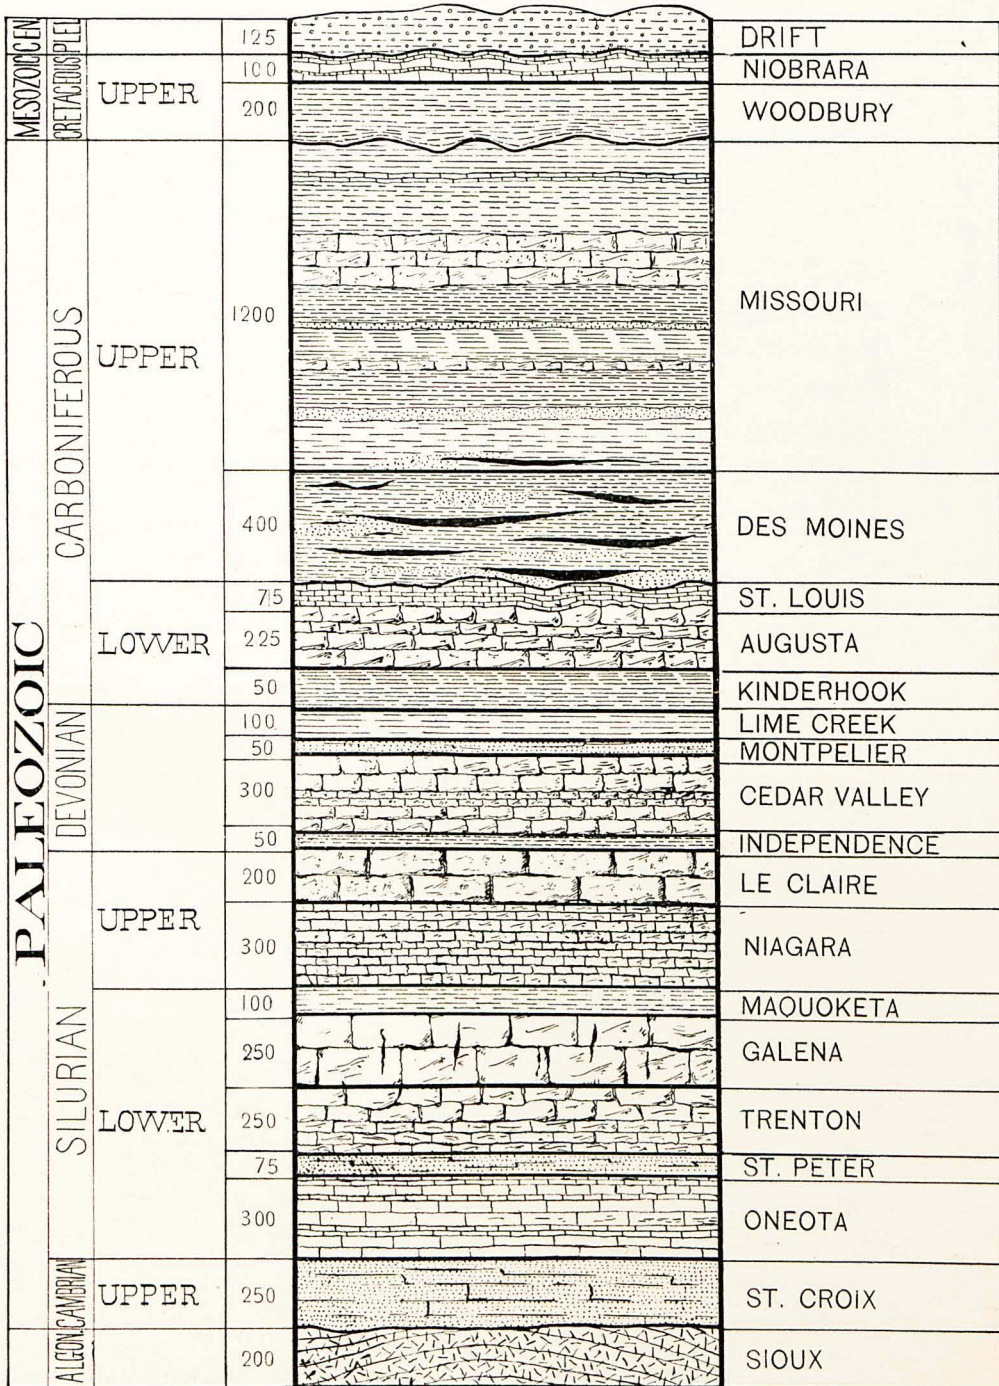 CEN PLEI 125 DRIFT
MESOZOIC CRETACEOUS UPPER 100 NIOBRARA
200 WOODBURY
PALEOZOIC
CARBONIFEROUS
UPPER 1200 MISSOURI
400 DES MOINES
LOWER 75 ST. LOUIS
225 AUGUSTA
50 KINDERHOOK
DEVONIAN
100 LIME CREEK
50 MONTPELIER
300 CEDAR VALLEY
50 INDEPENDENCE
SILURIAN
UPPER 200 LE CLAIRE
300 NIAGARA
LOWER 100 MAQUOKETA
250 GALENA
250 TRENTON
75 ST. PETER
300 ONEOTA
CAMBRIAN UPPER 250 ST. CROIX
ALGON. 200 SIOUX